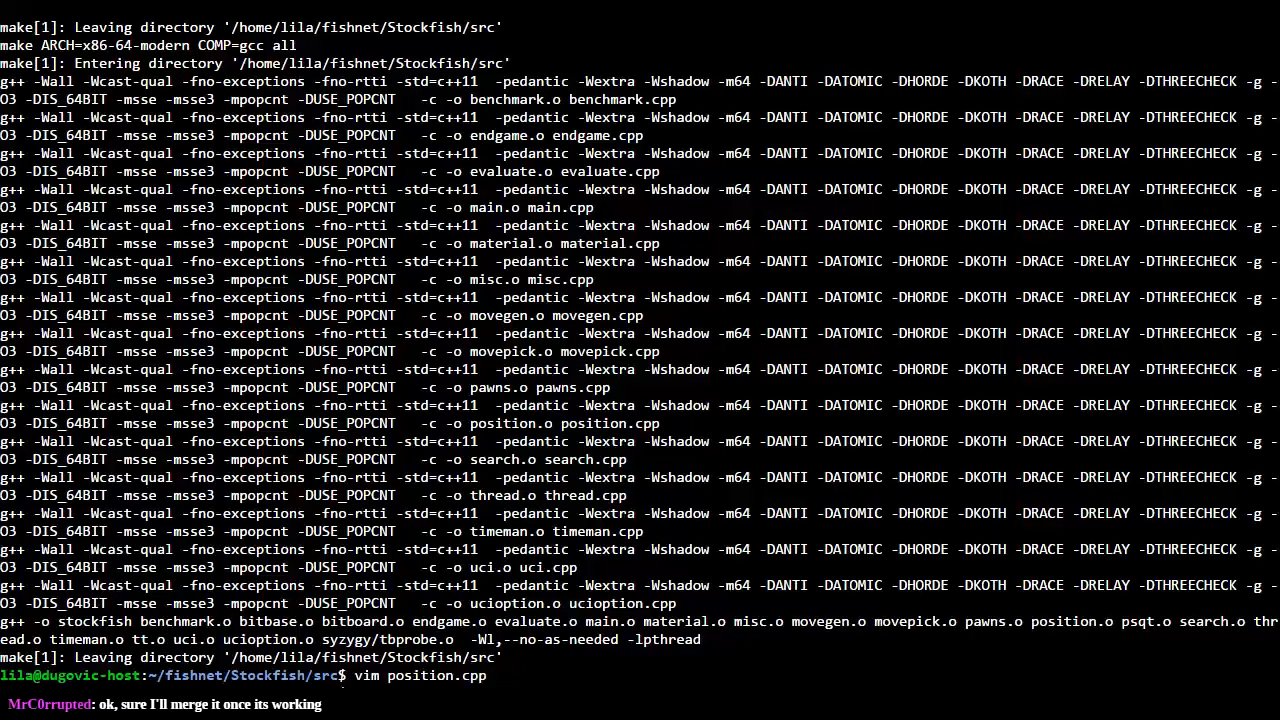 make[1]: Leaving directory '/home/lila/fishnet/Stockfish/src'
make ARCH=x86-64-modern COMP=gcc all
make[1]: Entering directory '/home/lila/fishnet/Stockfish/src'
g++ -Wall -Wcast-qual -fno-exceptions -fno-rtti -std=c++11  -pedantic -Wextra -Wshadow -m64 -DANTI -DATOMIC -DHORDE -DKOTH -DRACE -DRELAY -DTHREECHECK -g -
O3 -DIS_64BIT -msse -msse3 -mpopcnt -DUSE_POPCNT   -c -o benchmark.o benchmark.cpp
g++ -Wall -Wcast-qual -fno-exceptions -fno-rtti -std=c++11  -pedantic -Wextra -Wshadow -m64 -DANTI -DATOMIC -DHORDE -DKOTH -DRACE -DRELAY -DTHREECHECK -g -
O3 -DIS_64BIT -msse -msse3 -mpopcnt -DUSE_POPCNT   -c -o endgame.o endgame.cpp
g++ -Wall -Wcast-qual -fno-exceptions -fno-rtti -std=c++11  -pedantic -Wextra -Wshadow -m64 -DANTI -DATOMIC -DHORDE -DKOTH -DRACE -DRELAY -DTHREECHECK -g -
O3 -DIS_64BIT -msse -msse3 -mpopcnt -DUSE_POPCNT   -c -o evaluate.o evaluate.cpp
g++ -Wall -Wcast-qual -fno-exceptions -fno-rtti -std=c++11  -pedantic -Wextra -Wshadow -m64 -DANTI -DATOMIC -DHORDE -DKOTH -DRACE -DRELAY -DTHREECHECK -g -
O3 -DIS_64BIT -msse -msse3 -mpopcnt -DUSE_POPCNT   -c -o main.o main.cpp
g++ -Wall -Wcast-qual -fno-exceptions -fno-rtti -std=c++11  -pedantic -Wextra -Wshadow -m64 -DANTI -DATOMIC -DHORDE -DKOTH -DRACE -DRELAY -DTHREECHECK -g -
O3 -DIS_64BIT -msse -msse3 -mpopcnt -DUSE_POPCNT   -c -o material.o material.cpp
g++ -Wall -Wcast-qual -fno-exceptions -fno-rtti -std=c++11  -pedantic -Wextra -Wshadow -m64 -DANTI -DATOMIC -DHORDE -DKOTH -DRACE -DRELAY -DTHREECHECK -g -
O3 -DIS_64BIT -msse -msse3 -mpopcnt -DUSE_POPCNT   -c -o misc.o misc.cpp
g++ -Wall -Wcast-qual -fno-exceptions -fno-rtti -std=c++11  -pedantic -Wextra -Wshadow -m64 -DANTI -DATOMIC -DHORDE -DKOTH -DRACE -DRELAY -DTHREECHECK -g -
O3 -DIS_64BIT -msse -msse3 -mpopcnt -DUSE_POPCNT   -c -o movegen.o movegen.cpp
g++ -Wall -Wcast-qual -fno-exceptions -fno-rtti -std=c++11  -pedantic -Wextra -Wshadow -m64 -DANTI -DATOMIC -DHORDE -DKOTH -DRACE -DRELAY -DTHREECHECK -g -
O3 -DIS_64BIT -msse -msse3 -mpopcnt -DUSE_POPCNT   -c -o movepick.o movepick.cpp
g++ -Wall -Wcast-qual -fno-exceptions -fno-rtti -std=c++11  -pedantic -Wextra -Wshadow -m64 -DANTI -DATOMIC -DHORDE -DKOTH -DRACE -DRELAY -DTHREECHECK -g -
O3 -DIS_64BIT -msse -msse3 -mpopcnt -DUSE_POPCNT   -c -o pawns.o pawns.cpp
g++ -Wall -Wcast-qual -fno-exceptions -fno-rtti -std=c++11  -pedantic -Wextra -Wshadow -m64 -DANTI -DATOMIC -DHORDE -DKOTH -DRACE -DRELAY -DTHREECHECK -g -
O3 -DIS_64BIT -msse -msse3 -mpopcnt -DUSE_POPCNT   -c -o position.o position.cpp
g++ -Wall -Wcast-qual -fno-exceptions -fno-rtti -std=c++11  -pedantic -Wextra -Wshadow -m64 -DANTI -DATOMIC -DHORDE -DKOTH -DRACE -DRELAY -DTHREECHECK -g -
O3 -DIS_64BIT -msse -msse3 -mpopcnt -DUSE_POPCNT   -c -o search.o search.cpp
g++ -Wall -Wcast-qual -fno-exceptions -fno-rtti -std=c++11  -pedantic -Wextra -Wshadow -m64 -DANTI -DATOMIC -DHORDE -DKOTH -DRACE -DRELAY -DTHREECHECK -g -
O3 -DIS_64BIT -msse -msse3 -mpopcnt -DUSE_POPCNT   -c -o thread.o thread.cpp
g++ -Wall -Wcast-qual -fno-exceptions -fno-rtti -std=c++11  -pedantic -Wextra -Wshadow -m64 -DANTI -DATOMIC -DHORDE -DKOTH -DRACE -DRELAY -DTHREECHECK -g -
O3 -DIS_64BIT -msse -msse3 -mpopcnt -DUSE_POPCNT   -c -o timeman.o timeman.cpp
g++ -Wall -Wcast-qual -fno-exceptions -fno-rtti -std=c++11  -pedantic -Wextra -Wshadow -m64 -DANTI -DATOMIC -DHORDE -DKOTH -DRACE -DRELAY -DTHREECHECK -g -
O3 -DIS_64BIT -msse -msse3 -mpopcnt -DUSE_POPCNT   -c -o uci.o uci.cpp
g++ -Wall -Wcast-qual -fno-exceptions -fno-rtti -std=c++11  -pedantic -Wextra -Wshadow -m64 -DANTI -DATOMIC -DHORDE -DKOTH -DRACE -DRELAY -DTHREECHECK -g -
O3 -DIS_64BIT -msse -msse3 -mpopcnt -DUSE_POPCNT   -c -o ucioption.o ucioption.cpp
g++ -o stockfish benchmark.o bitbase.o bitboard.o endgame.o evaluate.o main.o material.o misc.o movegen.o movepick.o pawns.o position.o psqt.o search.o thr
ead.o timeman.o tt.o uci.o ucioption.o syzygy/tbprobe.o  -Wl,--no-as-needed -lpthread
make[1]: Leaving directory '/home/lila/fishnet/Stockfish/src'
lila@dugovic-host:~/fishnet/Stockfish/src$ vim position.cpp
MrC0rrupted: ok, sure I'll merge it once its working